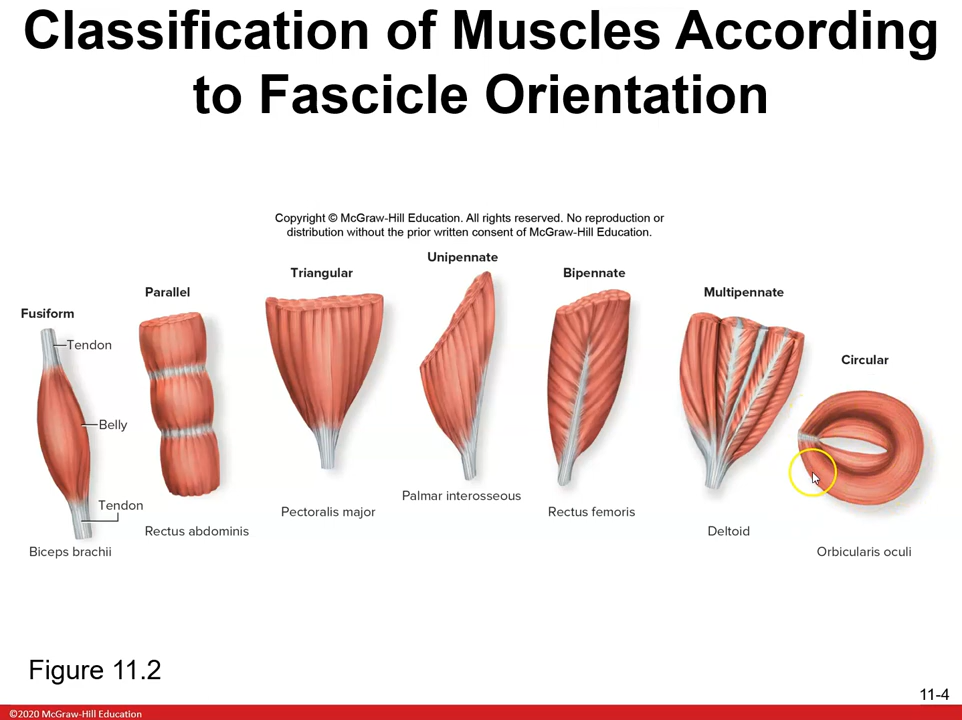 Classification of Muscles According
to Fascicle Orientation
Copyright © McGraw-Hill Education. All rights reserved. No reproduction or
distribution without the prior written consent of McGraw-Hill Education.
Fusiform
Tendon
Belly
Tendon
Biceps brachii
Parallel
Rectus abdominis
Triangular
Pectoralis major
Unipennate
Palmar interosseous
Bipennate
Rectus femoris
Multipennate
Deltoid
Circular
Orbicularis oculi
Figure 11.2
11-4
©2020 McGraw-Hill Education